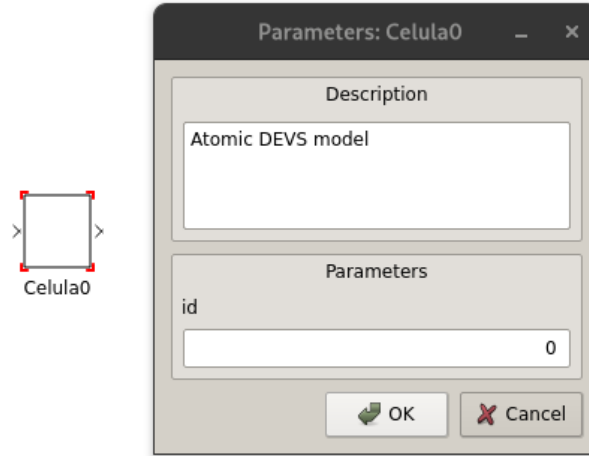 Parameters: Celula0
Description
Atomic DEVS model
Celula0
Parameters
id
0
OK
Cancel